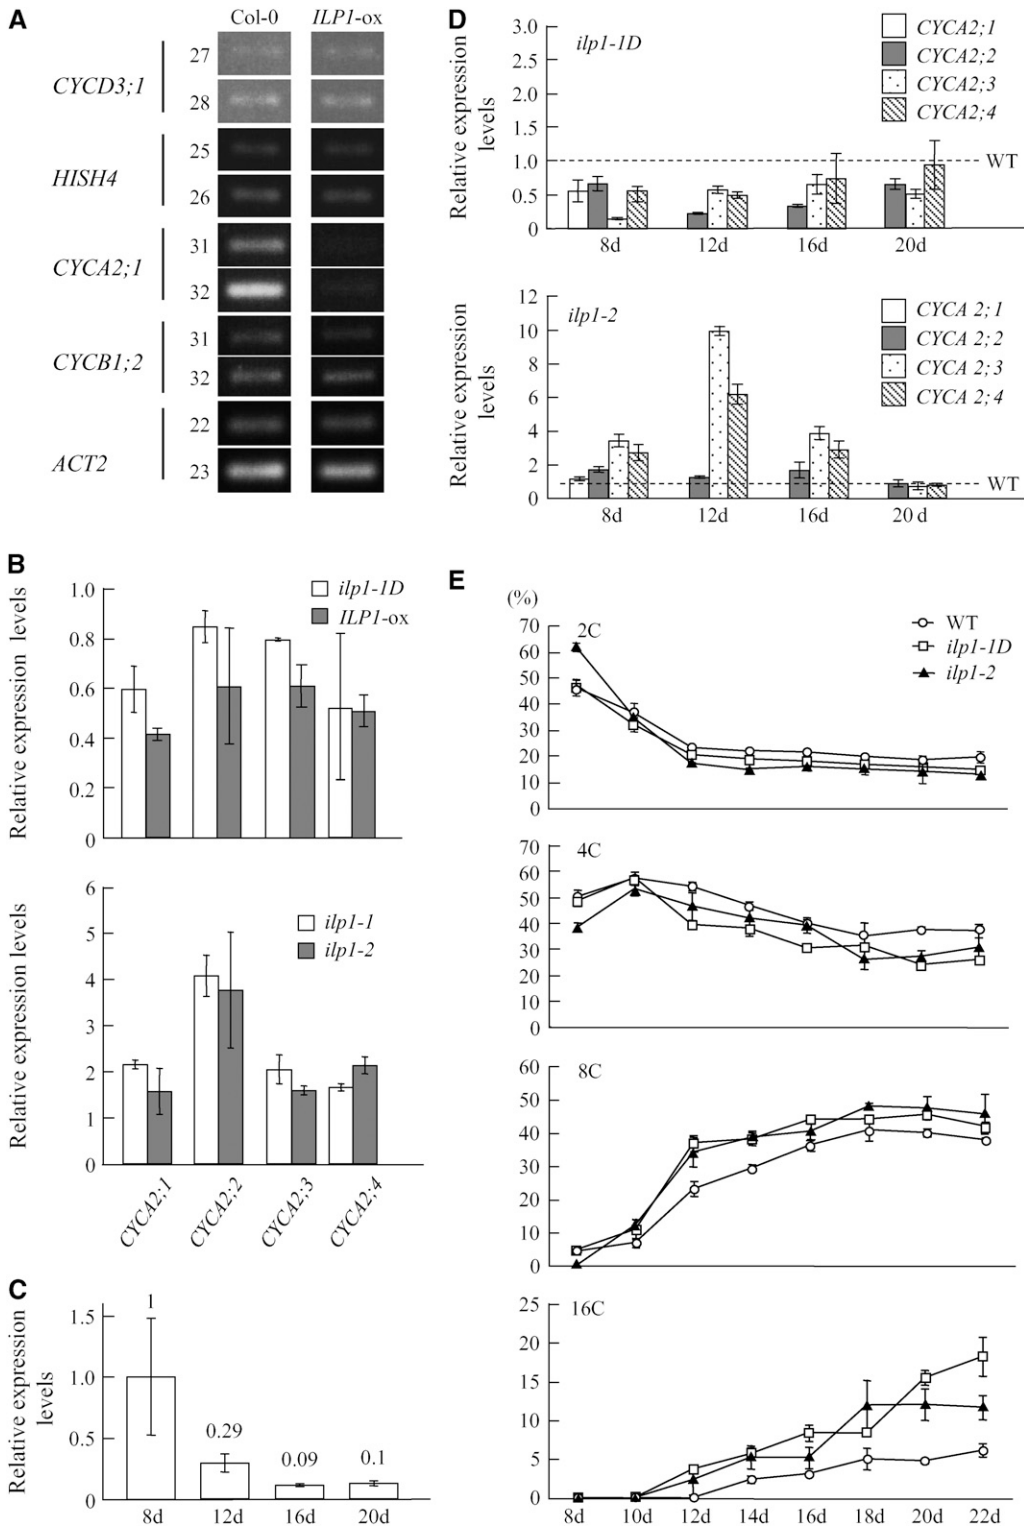 A
Col-0 ILP1-ox
CYCD3;1
27
28
HISH4
25
26
CYCA2;1
31
32
CYCB1;2
31
32
ACT2
22
23
B
Relative expression levels
1.0
0.8
0.6
0.4
0.2
0
ilp1-1D
ILP1-ox
Relative expression levels
6
5
4
3
2
1
0
ilp1-1
ilp1-2
CYCA2;1 CYCA2;2 CYCA2;3 CYCA2;4
C
Relative expression
levels
1.5
1.0
0.5
0
1
0.29
0.09
0.1
8d 12d 16d 20d
D
Relative expression
levels
3.0
2.5
2.0
1.5
1.0
0.5
0
ilp1-1D
CYCA2;1
CYCA2;2
CYCA2;3
CYCA2;4
WT
8d 12d 16d 20d
Relative expression
levels
12
10
8
6
4
2
0
ilp1-2
CYCA 2;1
CYCA 2;2
CYCA 2;3
CYCA 2;4
WT
8d 12d 16d 20 d
E
(%)
70
60
50
40
30
20
10
0
2C
WT
ilp1-1D
ilp1-2
70
60
50
40
30
20
10
0
4C
60
50
40
30
20
10
0
8C
25
20
15
10
5
0
16C
8d 10d 12d 14d 16d 18d 20d 22d